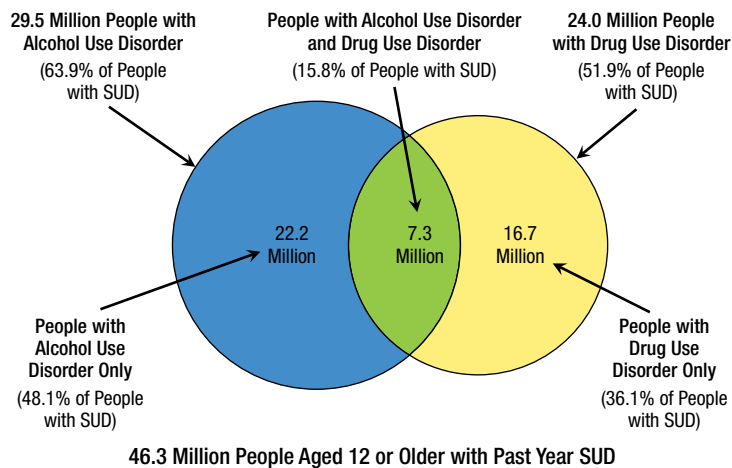 29.5 Million People with
Alcohol Use Disorder
(63.9% of People
with SUD)
People with Alcohol Use Disorder
and Drug Use Disorder
(15.8% of People with SUD)
24.0 Million People
with Drug Use Disorder
(51.9% of People
with SUD)
22.2
Million
7.3
Million
16.7
Million
People with
Alcohol Use
Disorder Only
(48.1% of People
with SUD)
People with
Drug Use
Disorder Only
(36.1% of People
with SUD)
46.3 Million People Aged 12 or Older with Past Year SUD